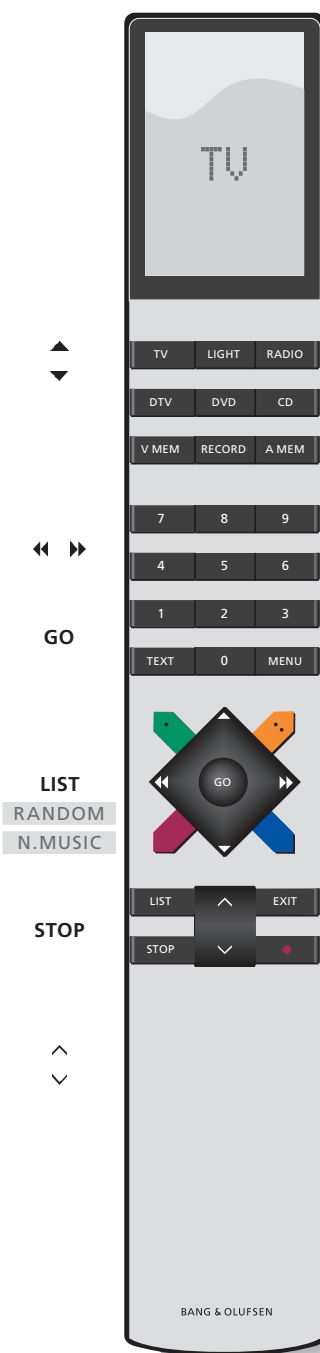 TV
TV LIGHT RADIO
DTV DVD CD
V MEM RECORD A MEM
7 8 9
4 5 6
GO
1 2 3
TEXT 0 MENU
GO
LIST
RANDOM
N.MUSIC
LIST EXIT
STOP
STOP
BANG & OLUFSEN